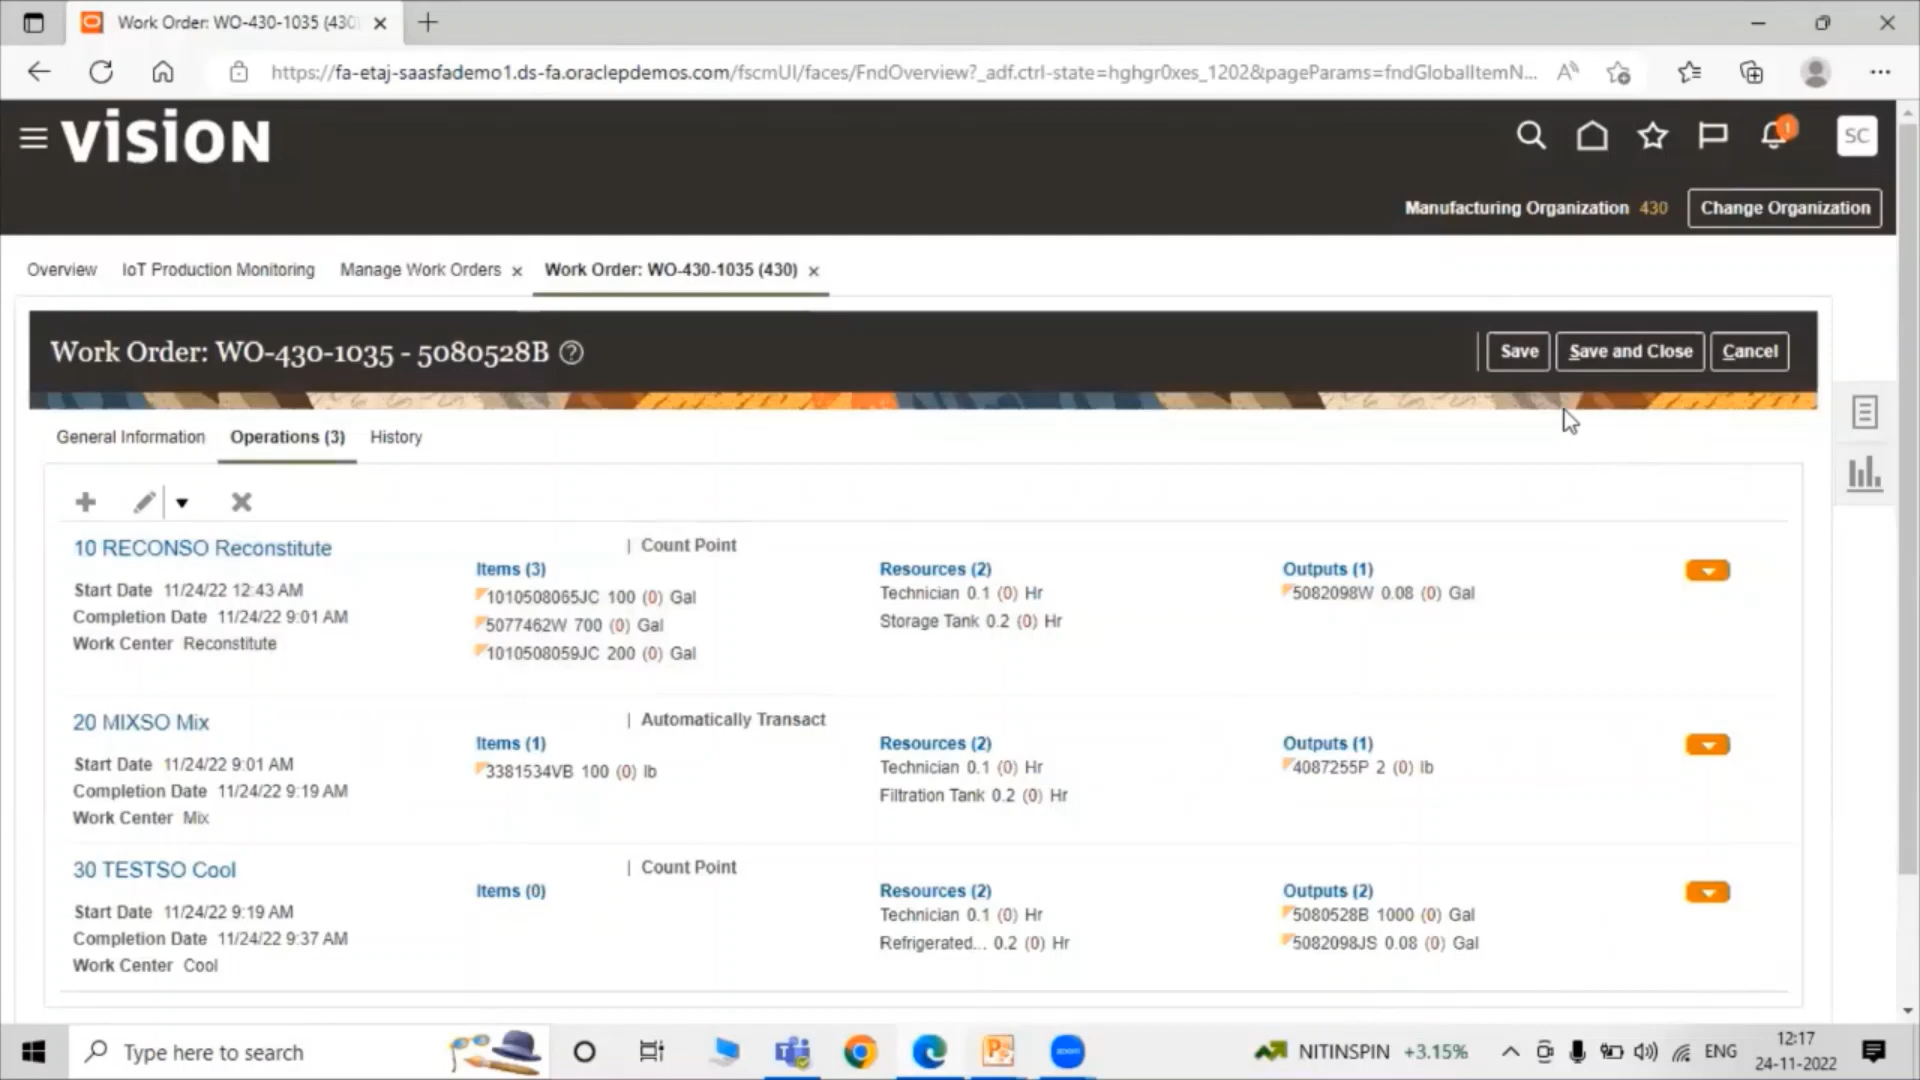 Work Order: WO-430-1035 (430
https://fa-etaj-saasfademo1.ds-fa.oraclepdemos.com/fscmUI/faces/FndOverview?_adf.ctrl-state=hghgr0xes_1202&pageParams=fndGlobalItemN...
VISION
1
SC
Manufacturing Organization 430 Change Organization
Overview IoT Production Monitoring Manage Work Orders Work Order: WO-430-1035 (430)
Work Order: WO-430-1035 - 5080528B
Save Save and Close Cancel
General Information Operations (3) History
10 RECONSO Reconstitute
| Count Point
Start Date 11/24/22 12:43 AM
Completion Date 11/24/22 9:01 AM
Work Center Reconstitute
Items (3)
1010508065JC 100 (0) Gal
5077462W 700 (0) Gal
1010508059JC 200 (0) Gal
Resources (2)
Technician 0.1 (0) Hr
Storage Tank 0.2 (0) Hr
Outputs (1)
5082098W 0.08 (0) Gal
20 MIXSO Mix
| Automatically Transact
Start Date 11/24/22 9:01 AM
Completion Date 11/24/22 9:19 AM
Work Center Mix
Items (1)
3381534VB 100 (0) lb
Resources (2)
Technician 0.1 (0) Hr
Filtration Tank 0.2 (0) Hr
Outputs (1)
4087255P 2 (0) lb
30 TESTSO Cool
| Count Point
Start Date 11/24/22 9:19 AM
Completion Date 11/24/22 9:37 AM
Work Center Cool
Items (0)
Resources (2)
Technician 0.1 (0) Hr
Refrigerated... 0.2 (0) Hr
Outputs (2)
5080528B 1000 (0) Gal
5082098JS 0.08 (0) Gal
Type here to search
zoom
NITINSPIN +3.15%
ENG
12:17
24-11-2022